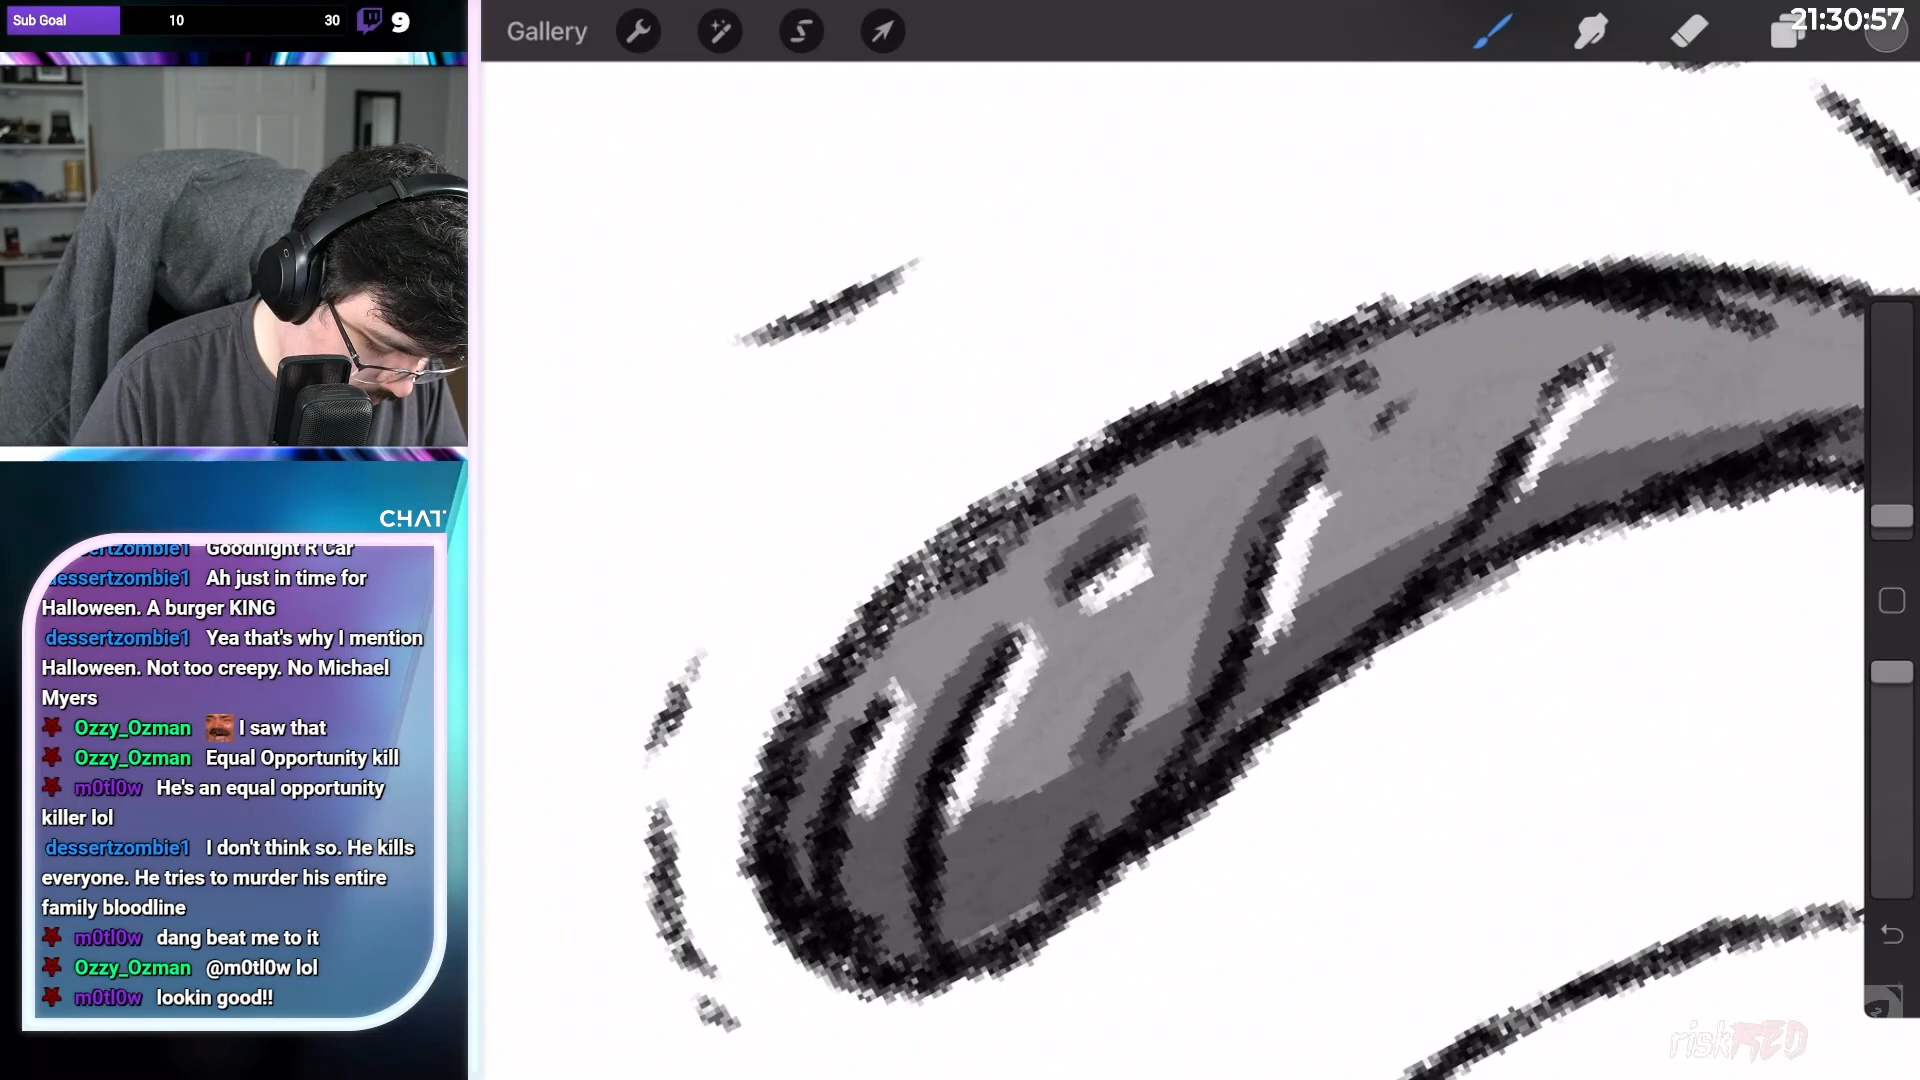 Sub Goal 10 30 9
Gallery
21:30:57
CHAT
dessertzombie1 Goodnight R Car
dessertzombie1 Ah just in time for
Halloween. A burger KING
dessertzombie1 Yea that's why I mention
Halloween. Not too creepy. No Michael
Myers
Ozzy_Ozman I saw that
Ozzy_Ozman Equal Opportunity kill
m0tl0w He's an equal opportunity
killer lol
dessertzombie1 I don't think so. He kills
everyone. He tries to murder his entire
family bloodline
m0tl0w dang beat me to it
Ozzy_Ozman @m0tl0w lol
m0tl0w lookin good!!
riskRED